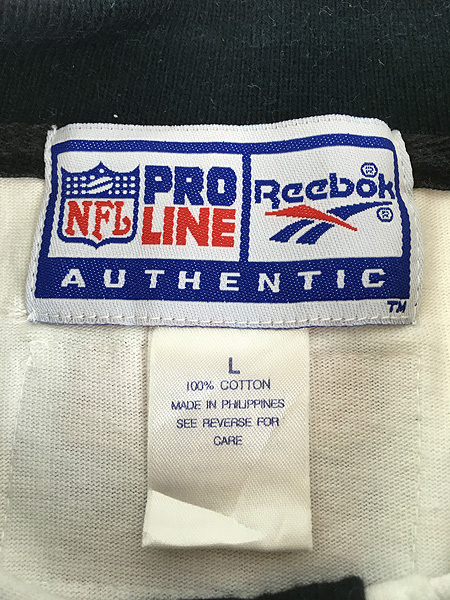 NFL PRO LINE Reebok®
®
AUTHENTIC
TM
L
100% COTTON
MADE IN PHILIPPINES
SEE REVERSE FOR
CARE